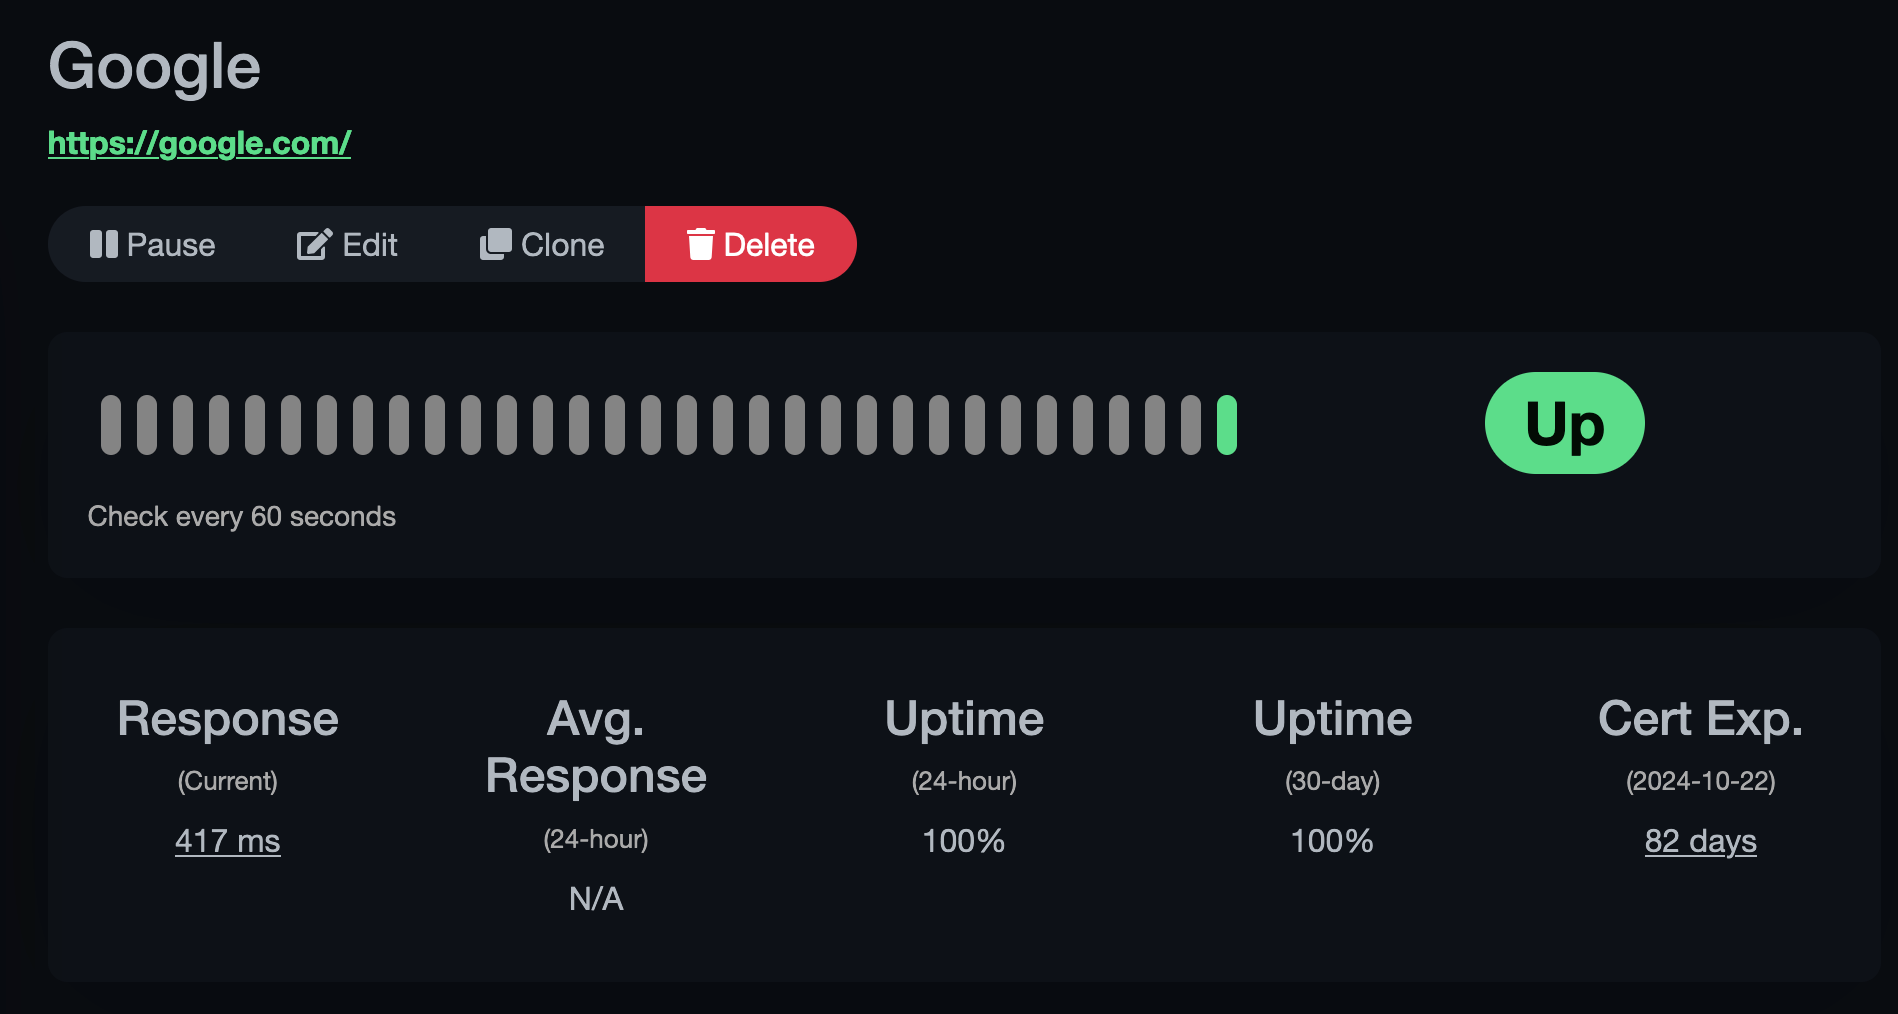 Google
https://google.com/
Pause Edit Clone Delete
Up
Check every 60 seconds
Response
(Current)
417 ms
Avg.
Response
(24-hour)
N/A
Uptime
(24-hour)
100%
Uptime
(30-day)
100%
Cert Exp.
(2024-10-22)
82 days